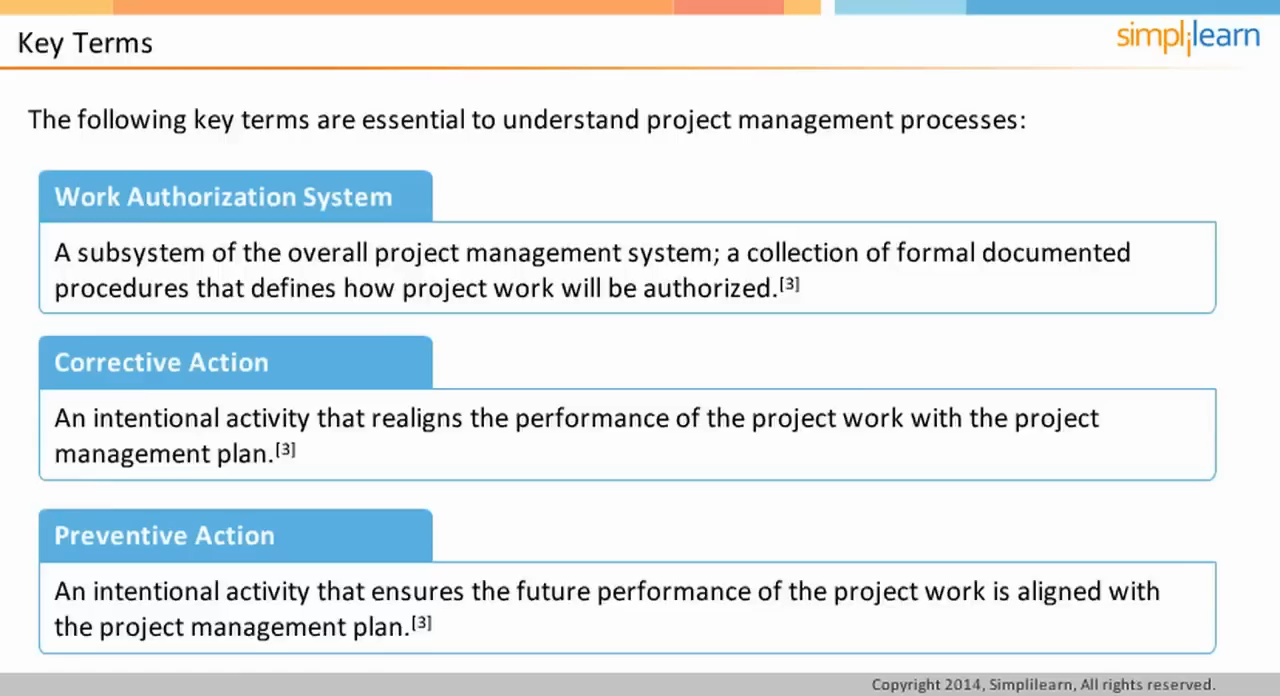 Key Terms
simplilearn
The following key terms are essential to understand project management processes:
Work Authorization System
A subsystem of the overall project management system; a collection of formal documented
procedures that defines how project work will be authorized.[3]
Corrective Action
An intentional activity that realigns the performance of the project work with the project
management plan.[3]
Preventive Action
An intentional activity that ensures the future performance of the project work is aligned with
the project management plan.[3]
Copyright 2014, Simplilearn, All rights reserved.